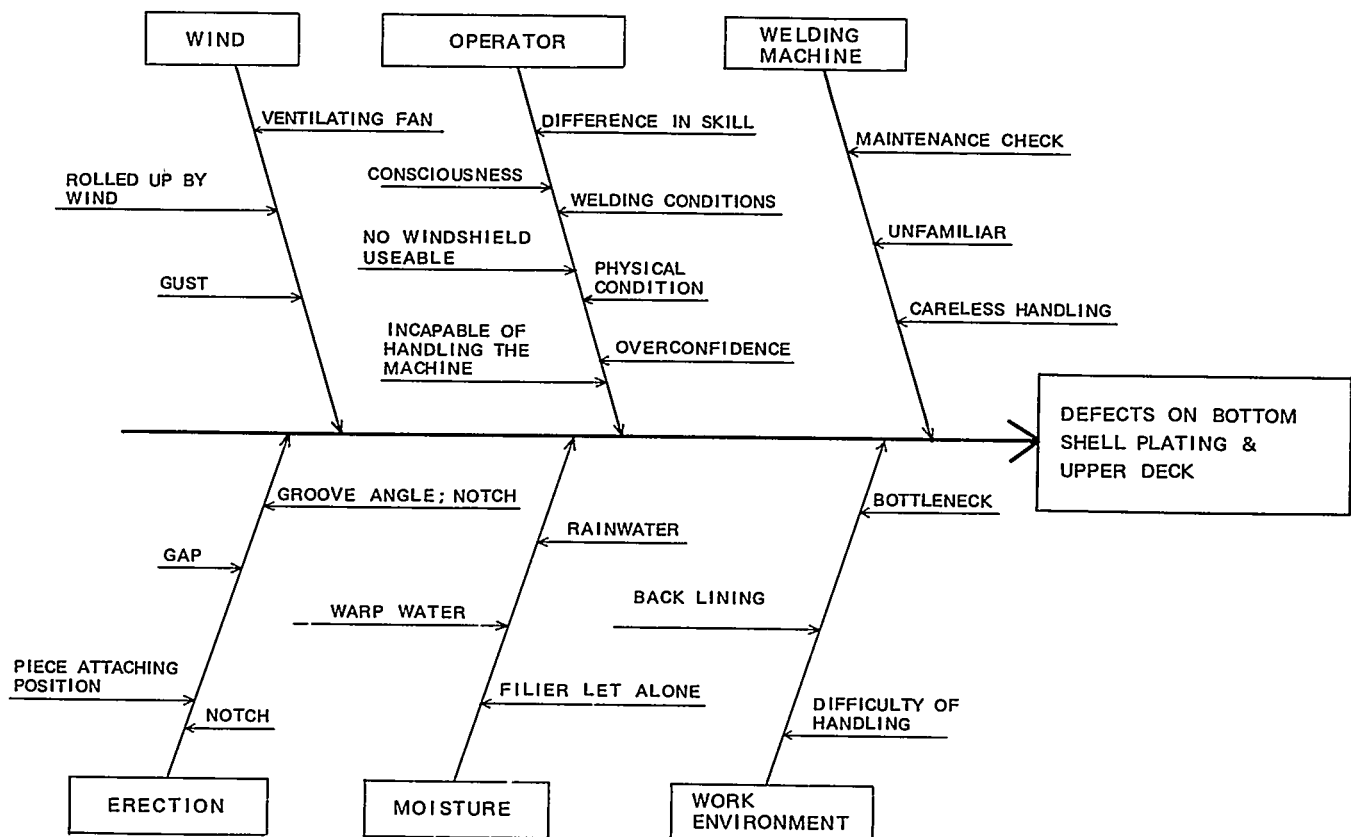 WIND
OPERATOR
WELDING
MACHINE
VENTILATING FAN
DIFFERENCE IN SKILL
MAINTENANCE CHECK
CONSCIOUSNESS
ROLLED UP BY
WIND
WELDING CONDITIONS
NO WINDSHIELD
USEABLE
UNFAMILIAR
PHYSICAL
CONDITION
GUST
CARELESS HANDLING
INCAPABLE OF
HANDLING THE
MACHINE
OVERCONFIDENCE
DEFECTS ON BOTTOM
SHELL PLATING &
UPPER DECK
GROOVE ANGLE; NOTCH
BOTTLENECK
RAINWATER
GAP
BACK LINING
WARP WATER
PIECE ATTACHING
POSITION
FILIER LET ALONE
NOTCH
DIFFICULTY OF
HANDLING
ERECTION
MOISTURE
WORK
ENVIRONMENT